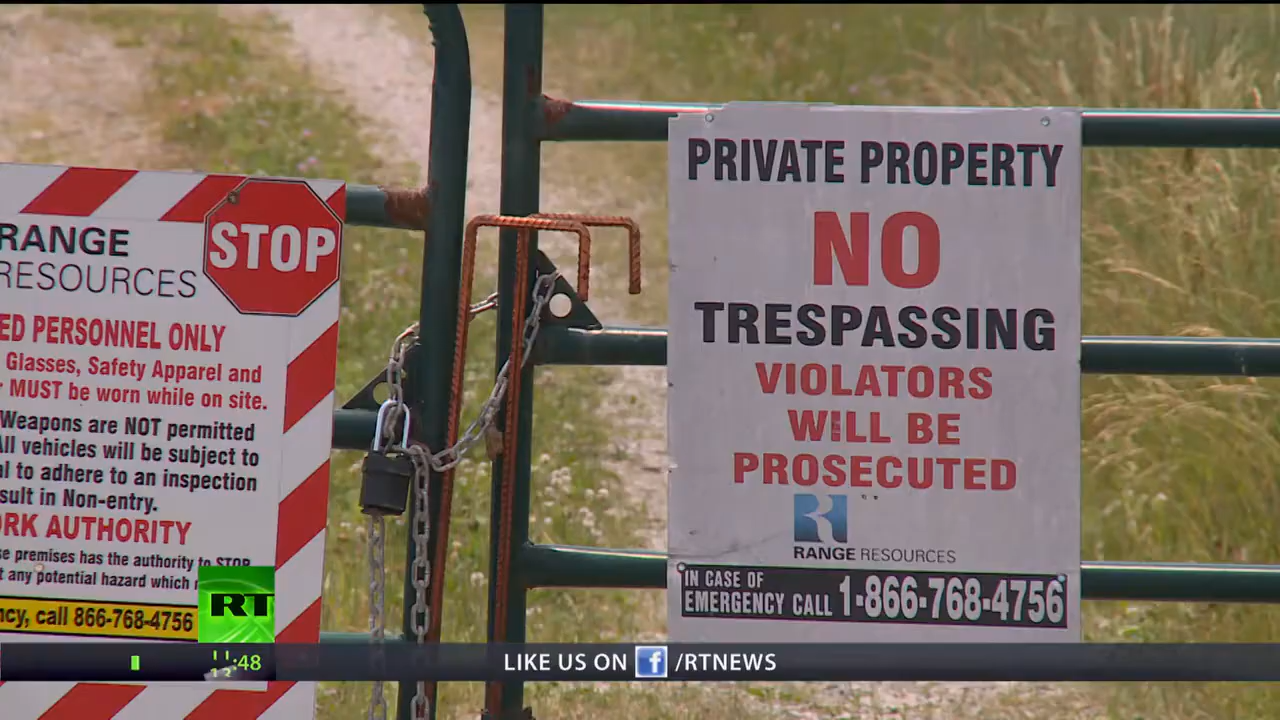 RANGE
RESOURCES
STOP
ED PERSONNEL ONLY
Glasses, Safety Apparel and
MUST be worn while on site.
Weapons are NOT permitted
All vehicles will be subject to
al to adhere to an inspection
sult in Non-entry.
ORK AUTHORITY
se premises has the authority to STOP
t any potential hazard which
ncy, call 866-768-4756
PRIVATE PROPERTY
NO
TRESPASSING
VIOLATORS
WILL BE
PROSECUTED
RANGE RESOURCES
IN CASE OF
EMERGENCY CALL 1-866-768-4756
RT
:48
LIKE US ON f /RTNEWS